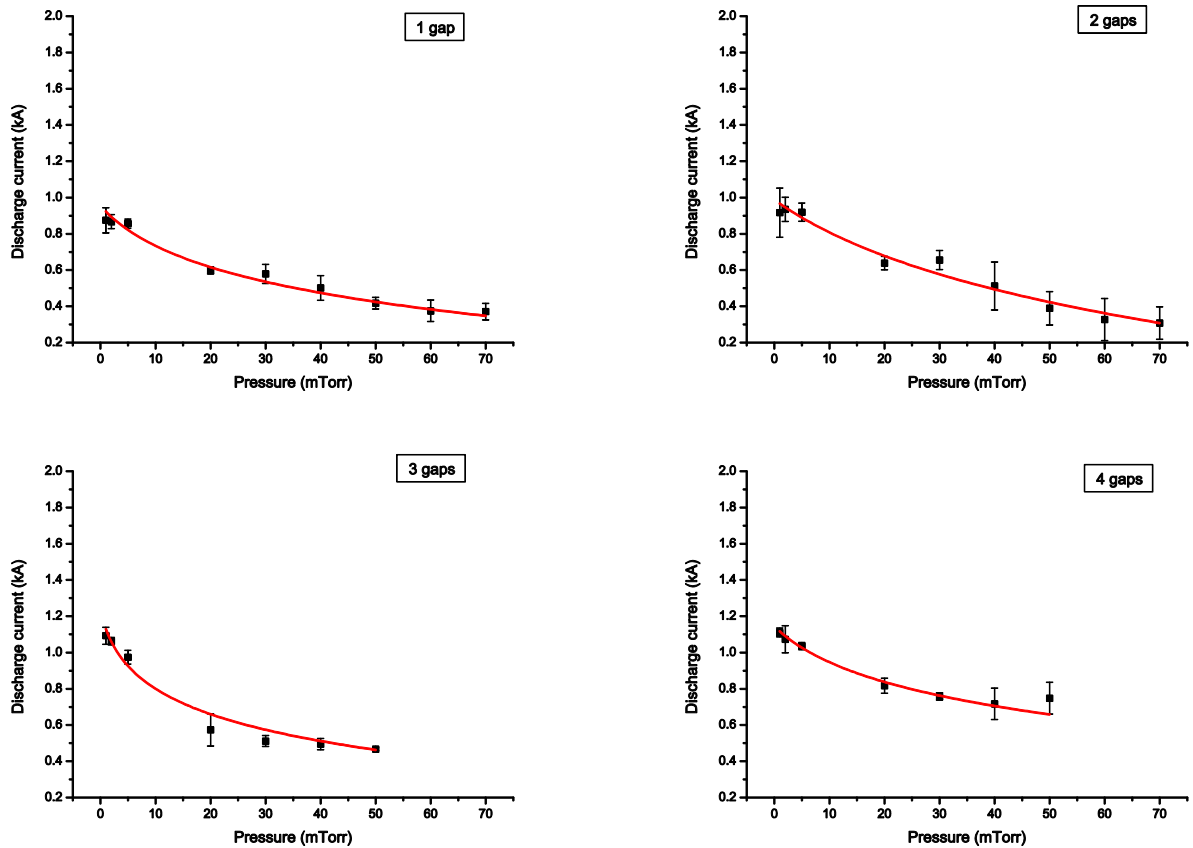 1 gap
Discharge current (kA)
2.0
1.8
1.6
1.4
1.2
1.0
0.8
0.6
0.4
0.2
0 10 20 30 40 50 60 70
Pressure (mTorr)
2 gaps
Discharge current (kA)
2.0
1.8
1.6
1.4
1.2
1.0
0.8
0.6
0.4
0.2
0 10 20 30 40 50 60 70
Pressure (mTorr)
3 gaps
Discharge current (kA)
2.0
1.8
1.6
1.4
1.2
1.0
0.8
0.6
0.4
0.2
0 10 20 30 40 50 60 70
Pressure (mTorr)
4 gaps
Discharge current (kA)
2.0
1.8
1.6
1.4
1.2
1.0
0.8
0.6
0.4
0.2
0 10 20 30 40 50 60 70
Pressure (mTorr)